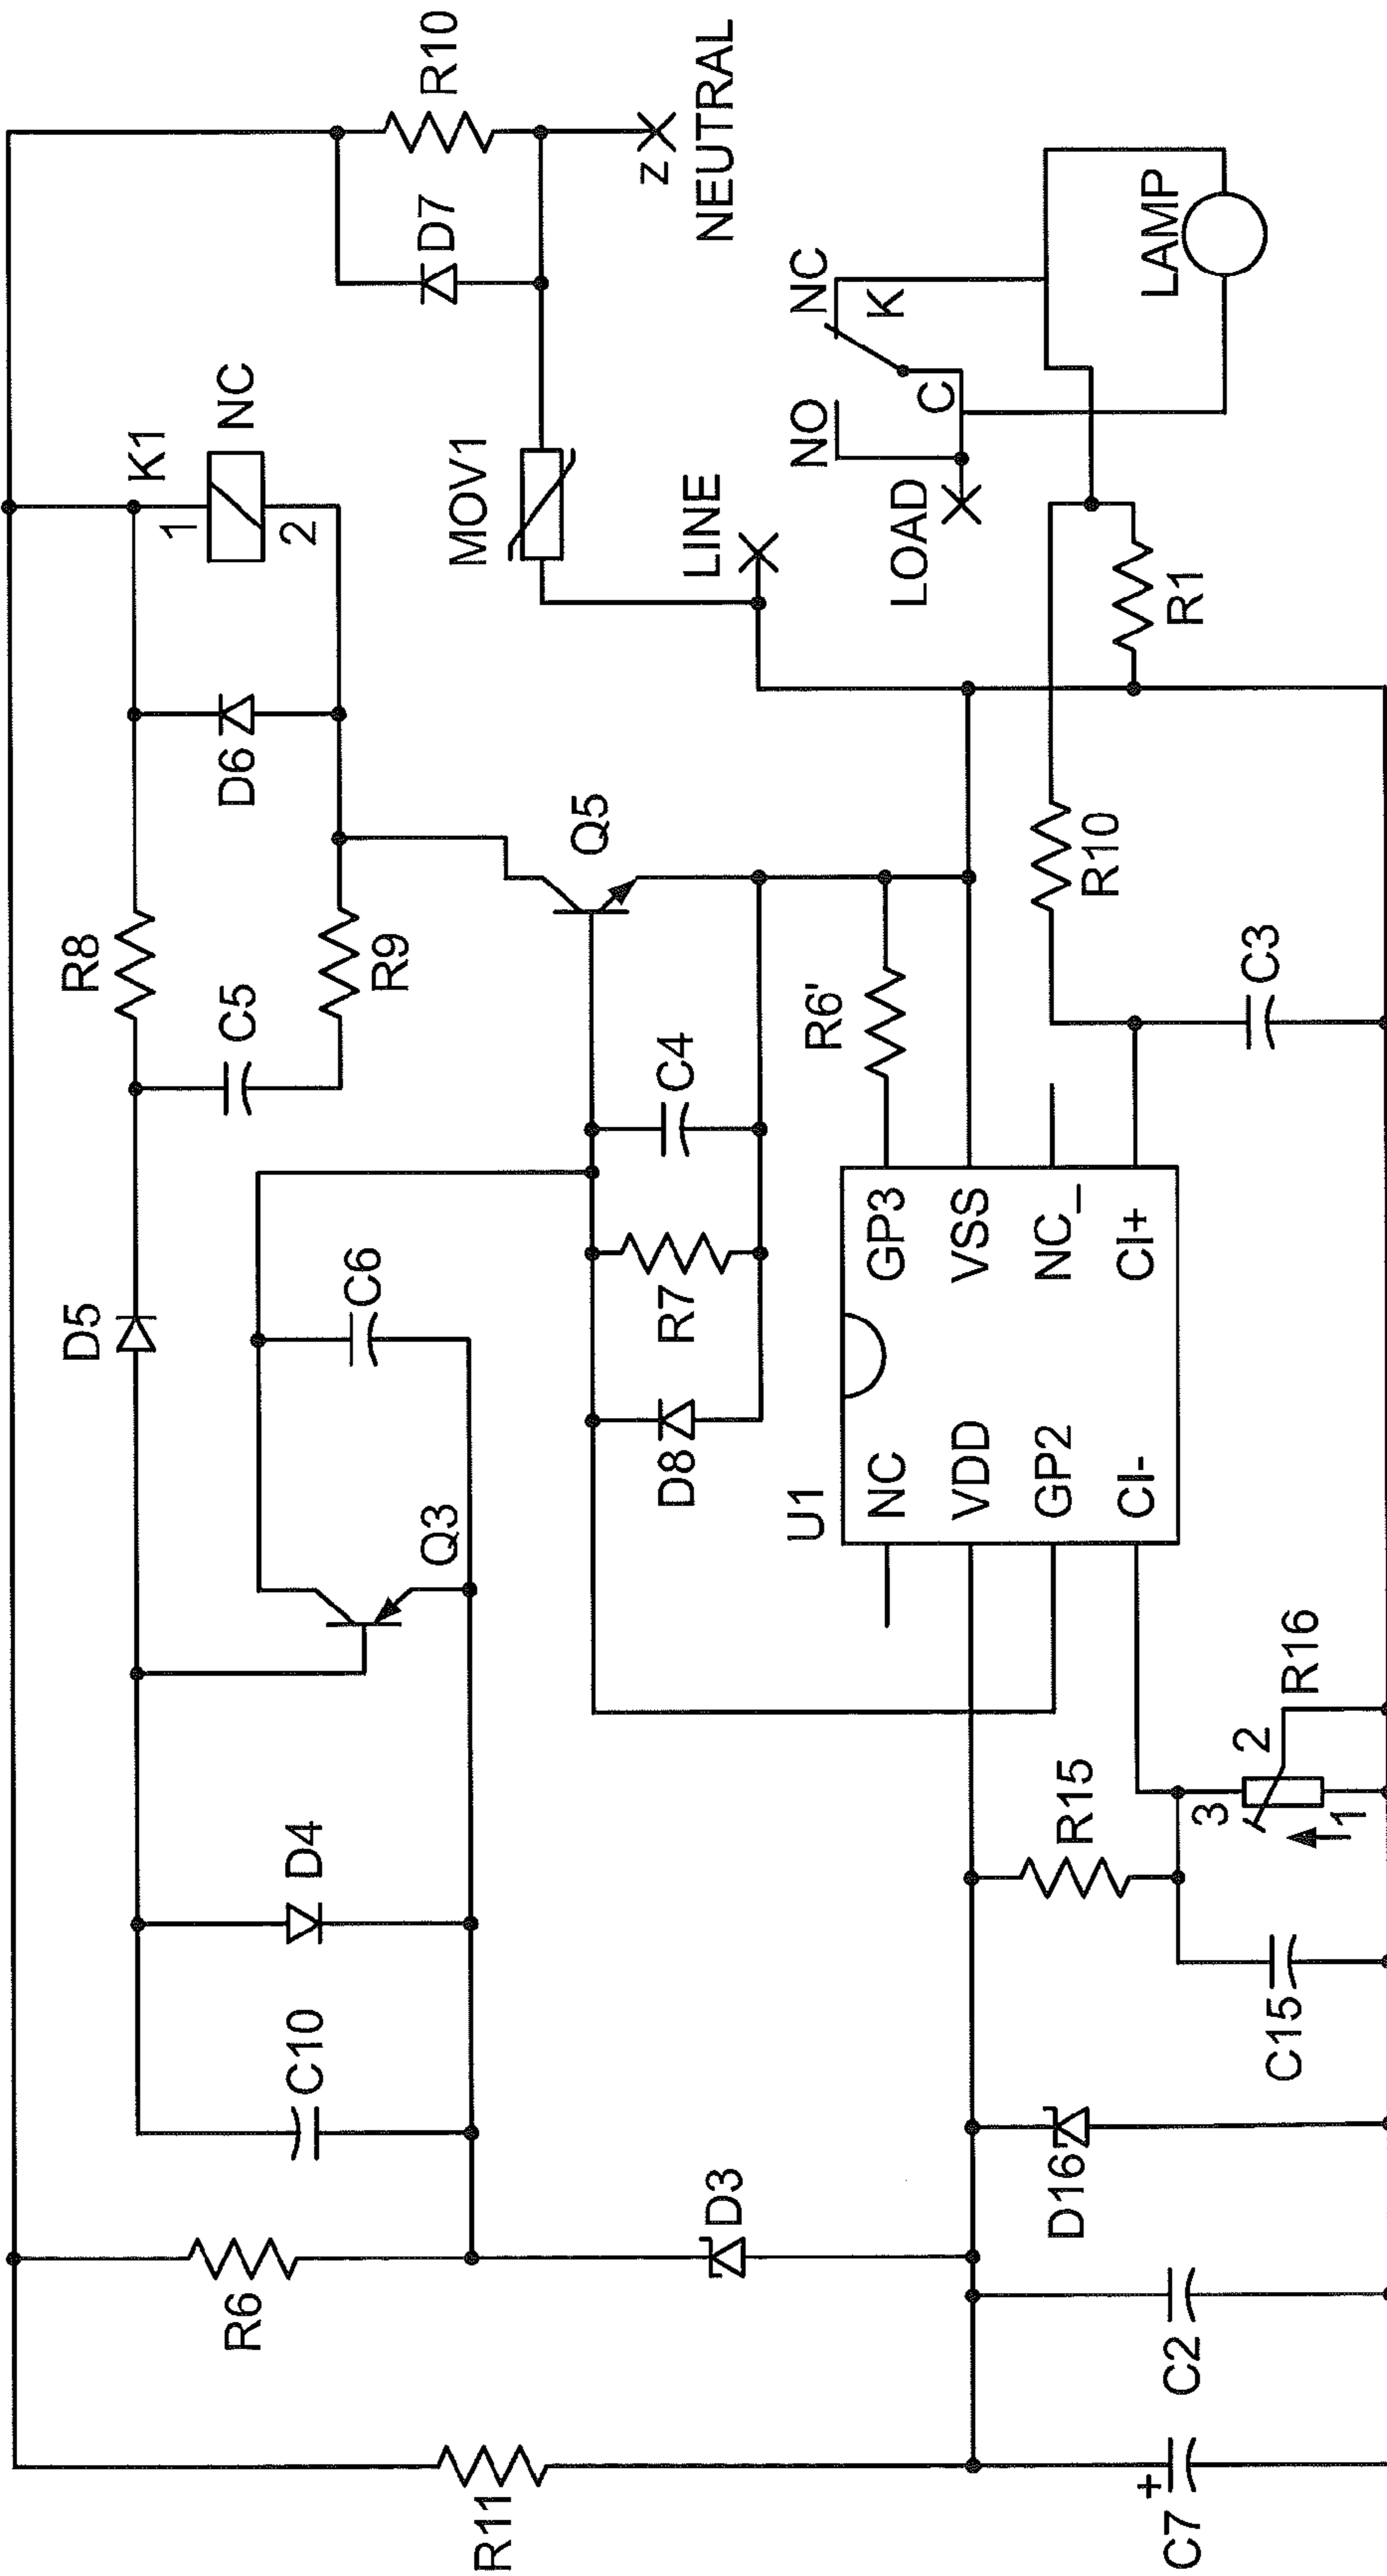 R10
D7
z
NEUTRAL
K1
1
NC
2
MOV1
LINE
NO
NC
K
C
LOAD
LAMP
R1
D6
R8
C5
R9
Q5
R6'
C4
R10
C3
D5
C6
R7
D8
Q3
U1
GP3
VSS
NC_
CI+
NC
VDD
GP2
CI-
R16
2
3
1
R15
C15
D4
C10
D16
D3
R6
C2
R11
+
C7